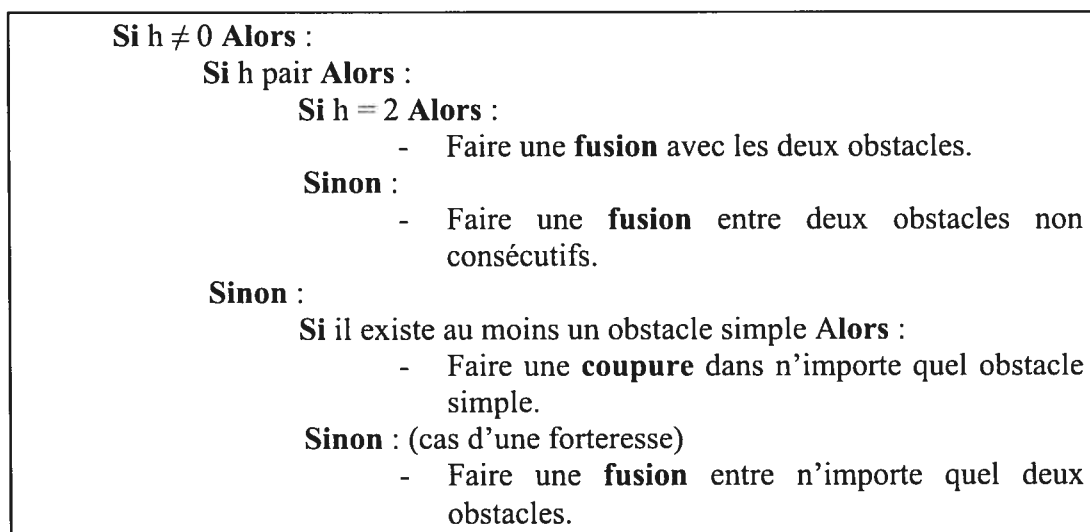 Si h ≠ 0 Alors :
Si h pair Alors :
Si h = 2 Alors :
- Faire une fusion avec les deux obstacles.
Sinon :
- Faire une fusion entre deux obstacles non
consécutifs.
Sinon :
Si il existe au moins un obstacle simple Alors :
- Faire une coupure dans n'importe quel obstacle
simple.
Sinon : (cas d'une forteresse)
- Faire une fusion entre n'importe quel deux
obstacles.